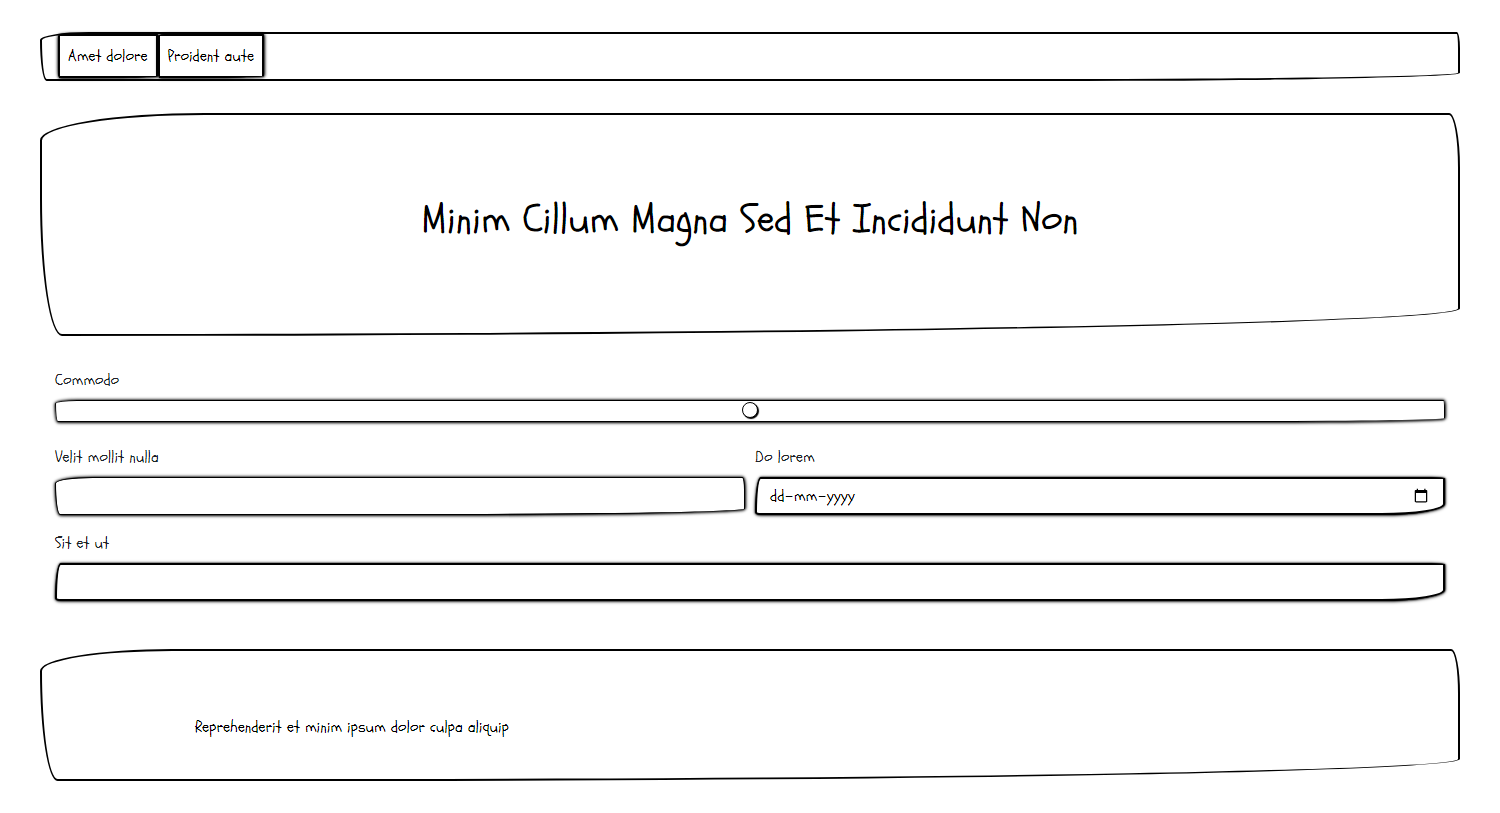 Amet dolore Proident aute
Minim Cillum Magna Sed Et Incididunt Non
Commodo
Velit mollit nulla
Do lorem
dd-mm-yyyy
Sit et ut
Reprehenderit et minim ipsum dolor culpa aliquip